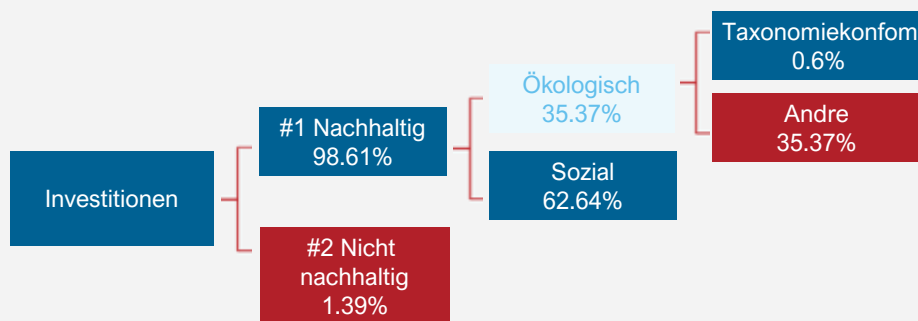 Investitionen
#1 Nachhaltig
98.61%
#2 Nicht
nachhaltig
1.39%
Ökologisch
35.37%
Sozial
62.64%
Taxonomiekonfom
0.6%
Andre
35.37%